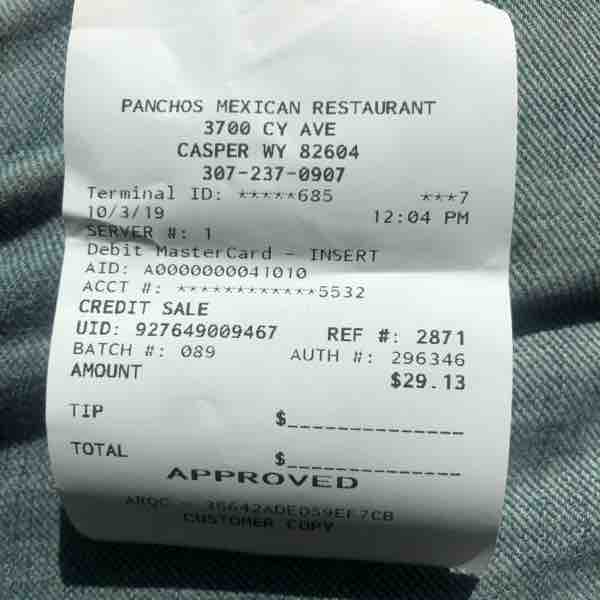 PANCHOS MEXICAN RESTAURANT
3700 CY AVE
CASPER WY 82604
307-237-0907
Terminal ID: *****685 ***7
10/3/19 12:04 PM
SERVER #: 1
Debit MasterCard - INSERT
AID: A0000000041010
ACCT #: ************5532
CREDIT SALE
UID: 927649009467 REF #: 2871
BATCH #: 089 AUTH #: 296346
AMOUNT $29.13
TIP $
TOTAL $
APPROVED
ARQC - 36642ADED59EF7CB
CUSTOMER COPY